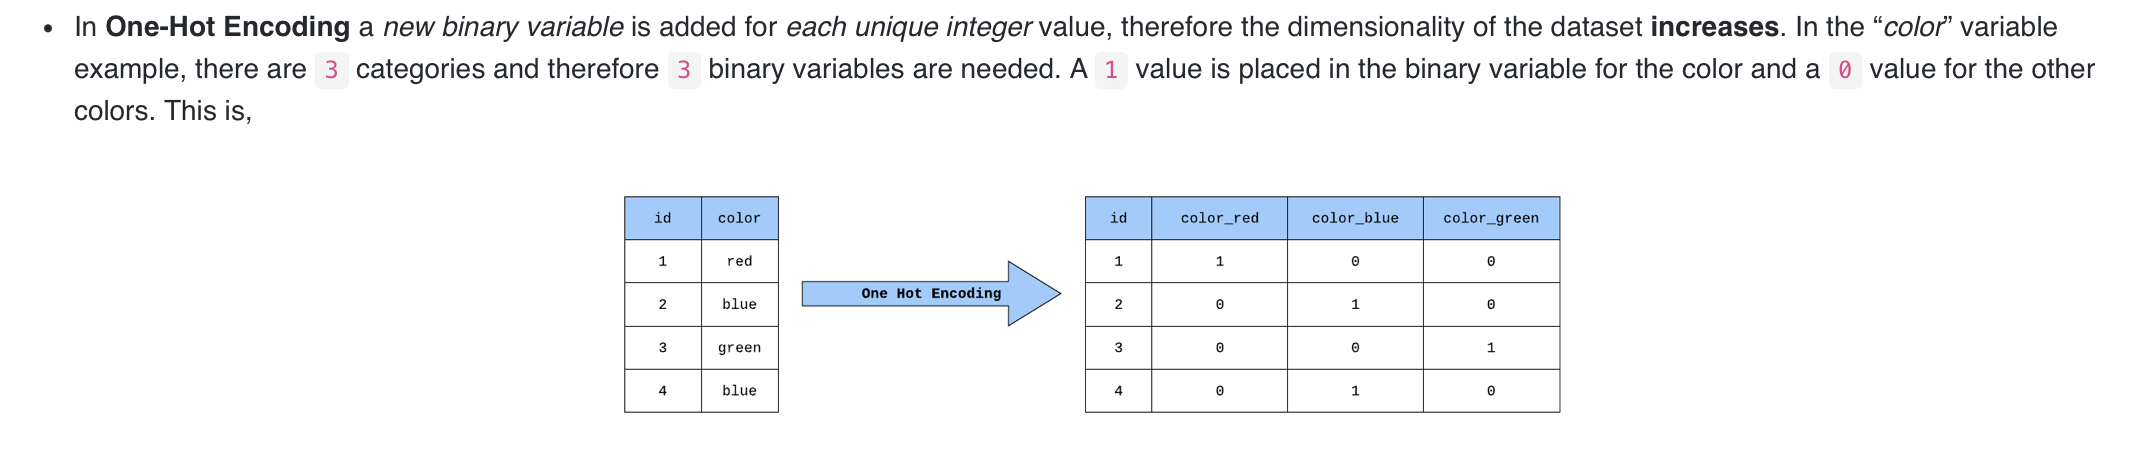 • In One-Hot Encoding a new binary variable is added for each unique integer value, therefore the dimensionality of the dataset increases. In the “color” variable
example, there are 3 categories and therefore 3 binary variables are needed. A 1 value is placed in the binary variable for the color and a 0 value for the other
colors. This is,
id color
1 red
2 blue
3 green
4 blue
One Hot Encoding
id color_red color_blue color_green
1 1 0 0
2 0 1 0
3 0 0 1
4 0 1 0